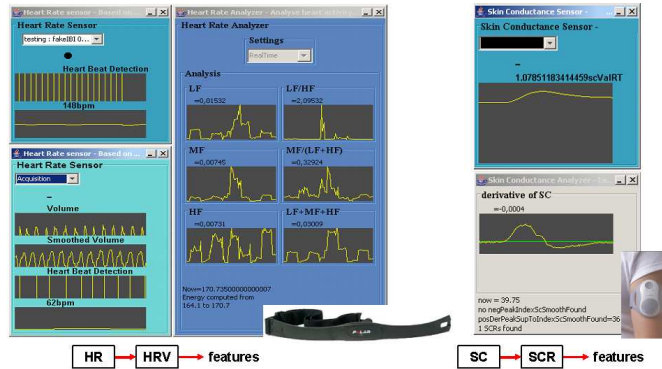 Heart Rate Sensor - Based on ...
Heart Rate Sensor
testing : fakeIBI 0...
Heart Beat Detection
148bpm
Heart Rate sensor - Based on ...
Heart Rate Sensor
Acquisition
Volume
Smoothed Volume
Heart Beat Detection
62bpm
Heart Rate Analyzer - Analyse heart activity
Heart Rate Analyzer
Settings
RealTime
Analysis
LF
=0,01532
LF/HF
=2,09532
MF
=0,00745
MF/(LF+HF)
=0,32924
HF
=0,00731
LF+MF+HF
=0,03009
Now=170.73500000000007
Energy computed from
164.1 to 170.7
POLAR
Skin Conductance Sensor -
Skin Conductance Sensor -
1.07851183414459scValRT
Skin Conductance Analyzer -
derivative of SC
=-0,0004
now = 39.75
no negPeakIndexScSmoothFound
posDerPeakSupToIndexScSmoothFound=36
1 SCRs found
HR HRV features
SC SCR features